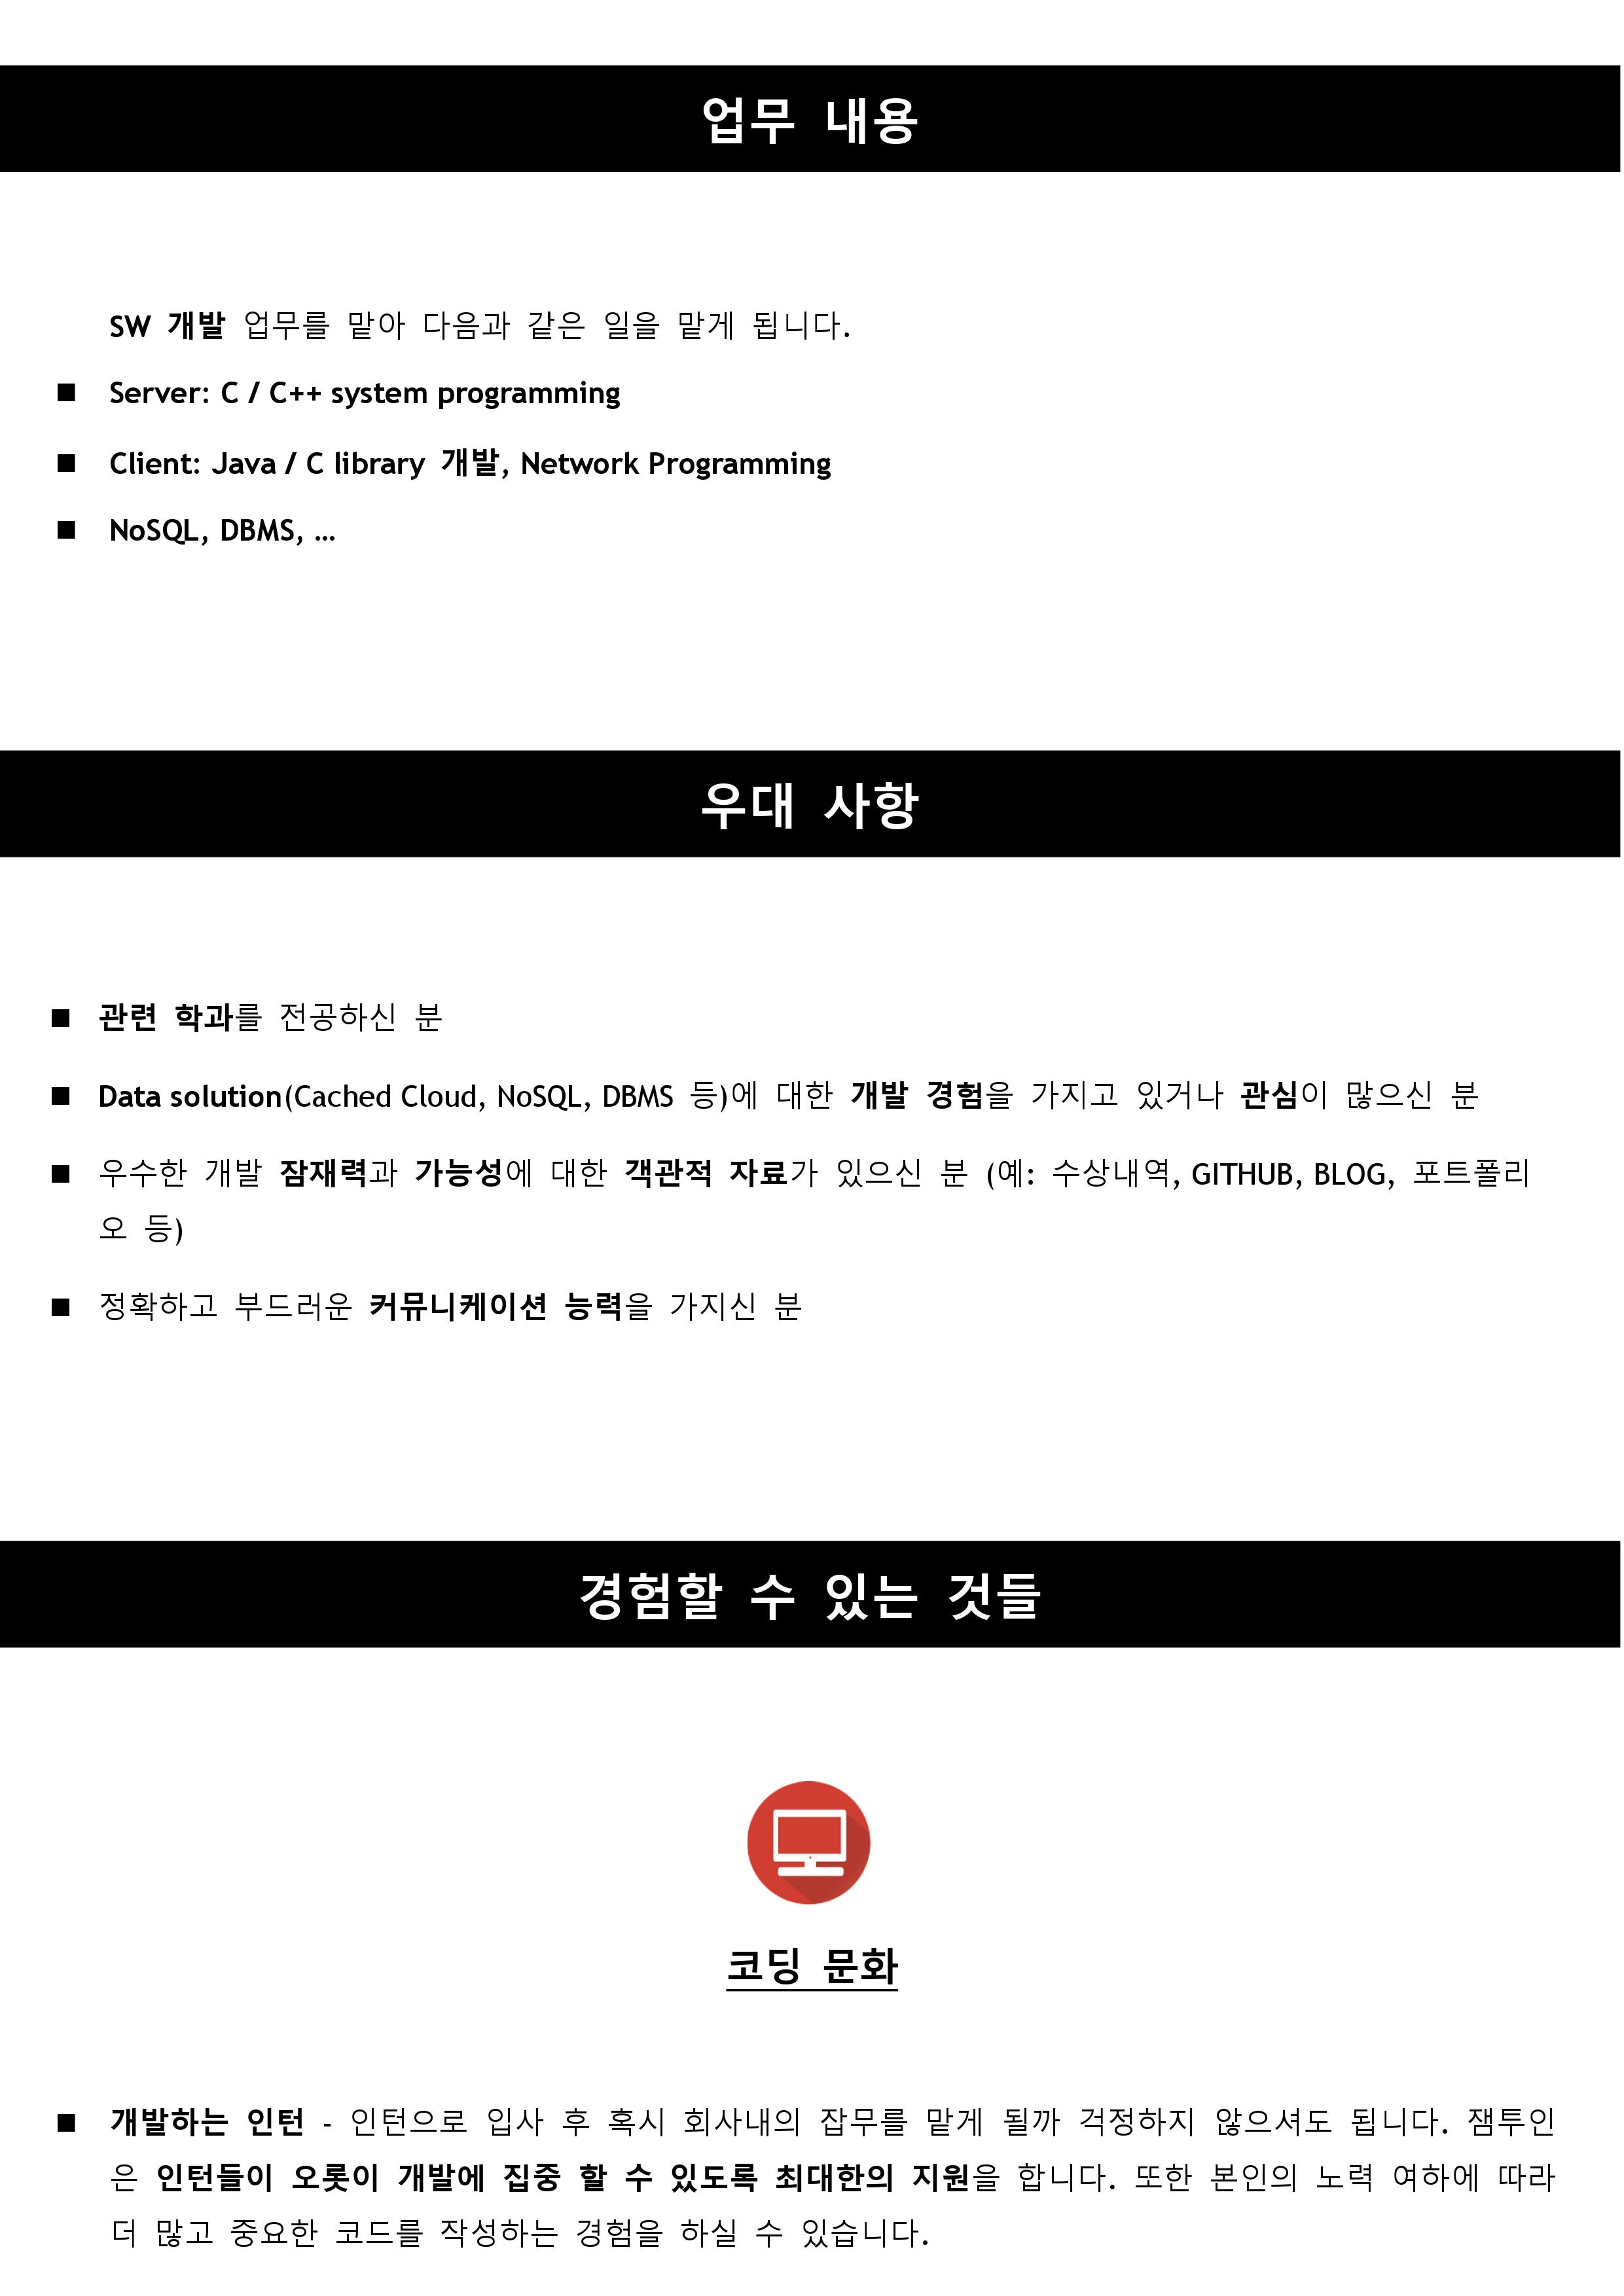 업무 내용
SW 개발 업무를 맡아 다음과 같은 일을 맡게 됩니다.
■ Server: C / C++ system programming
■ Client: Java / C library 개발, Network Programming
■ NoSQL, DBMS, …
우대 사항
■ 관련 학과를 전공하신 분
■ Data solution(Cached Cloud, NoSQL, DBMS 등)에 대한 개발 경험을 가지고 있거나 관심이 많으신 분
■ 우수한 개발 잠재력과 가능성에 대한 객관적 자료가 있으신 분 (예: 수상내역, GITHUB, BLOG, 포트폴리
오 등)
■ 정확하고 부드러운 커뮤니케이션 능력을 가지신 분
경험할 수 있는 것들
코딩 문화
■ 개발하는 인턴 - 인턴으로 입사 후 혹시 회사내의 잡무를 맡게 될까 걱정하지 않으셔도 됩니다. 잼투인
은 인턴들이 오롯이 개발에 집중 할 수 있도록 최대한의 지원을 합니다. 또한 본인의 노력 여하에 따라
더 많고 중요한 코드를 작성하는 경험을 하실 수 있습니다.